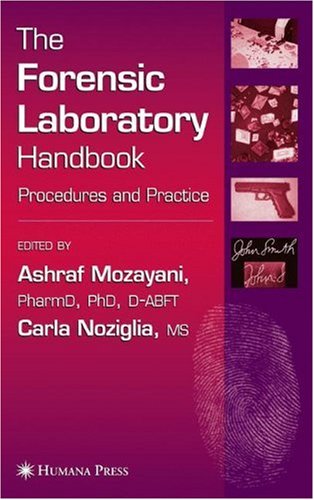 The
Forensic
Laboratory
Handbook
Procedures and Practice
EDITED BY
Ashraf Mozayani,
PharmD, PhD, D-ABFT
Carla Noziglia, MS
John Smith
John S
HUMANA PRESS